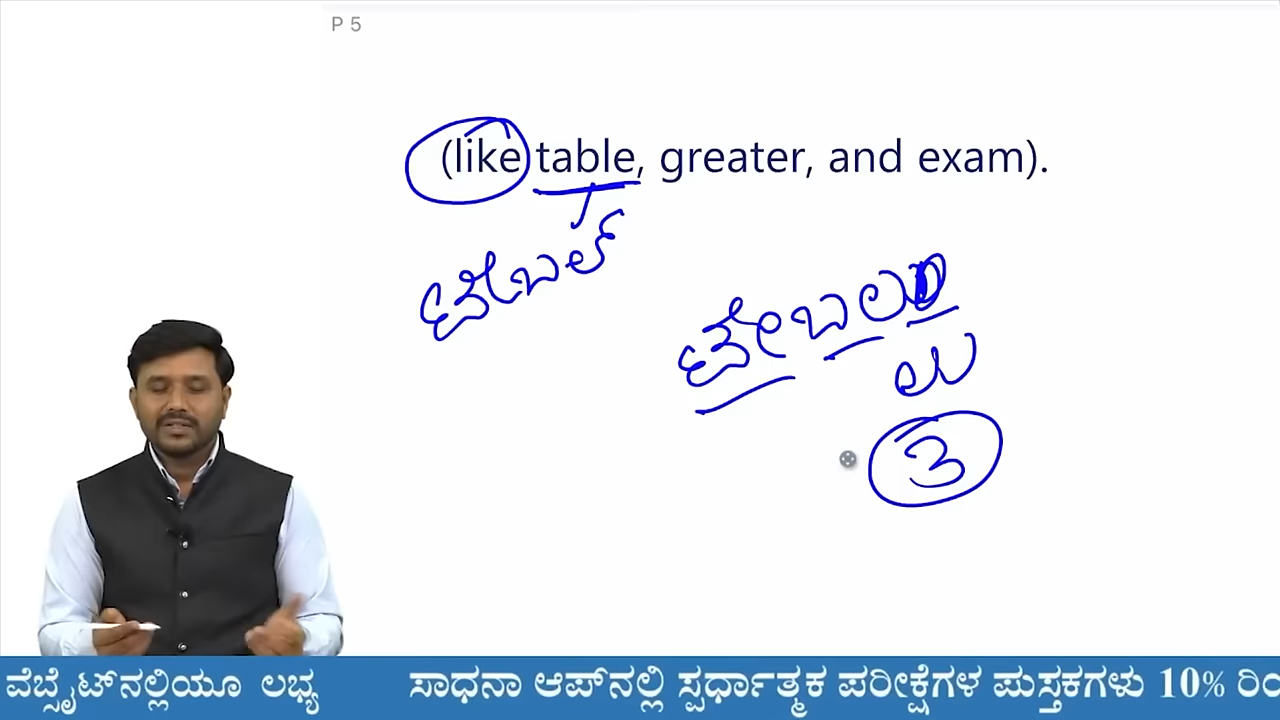 P 5
(like table, greater, and exam).
ಟೇಬಲ್
ಟೇಬಲ
ಲು
3
ವೆಬ್ಸೈಟ್‌ನಲ್ಲಿಯೂ ಲಭ್ಯ ಸಾಧನಾ ಆಪ್‌ನಲ್ಲಿ ಸ್ಪರ್ಧಾತ್ಮಕ ಪರೀಕ್ಷೆಗಳ ಪುಸ್ತಕಗಳು 10% ರಿಂ